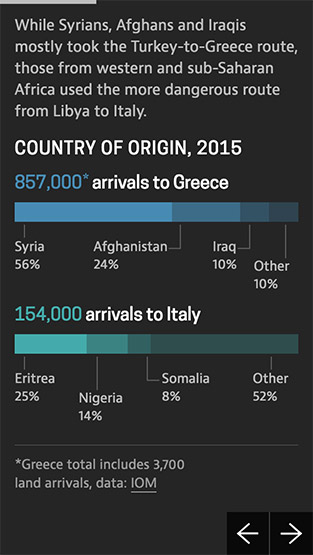 While Syrians, Afghans and Iraqis
mostly took the Turkey-to-Greece route,
those from western and sub-Saharan
Africa used the more dangerous route
from Libya to Italy.
COUNTRY OF ORIGIN, 2015
857,000* arrivals to Greece
Syria
56%
Afghanistan
24%
Iraq
10%
Other
10%
154,000 arrivals to Italy
Eritrea
25%
Nigeria
14%
Somalia
8%
Other
52%
*Greece total includes 3,700
land arrivals, data: IOM